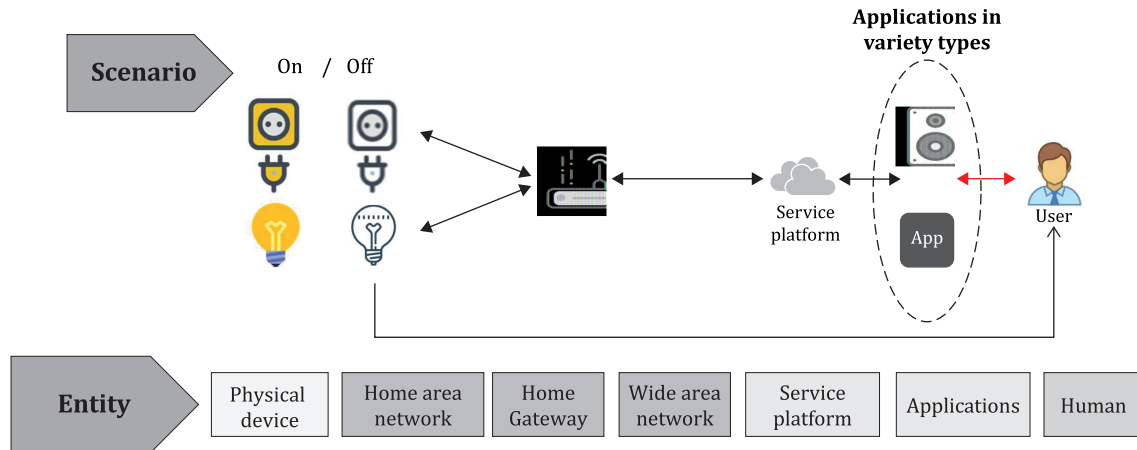 Applications in
variety types
Scenario
On / Off
Service
platform
App
User
Entity
Physical
device
Home area
network
Home
Gateway
Wide area
network
Service
platform
Applications
Human